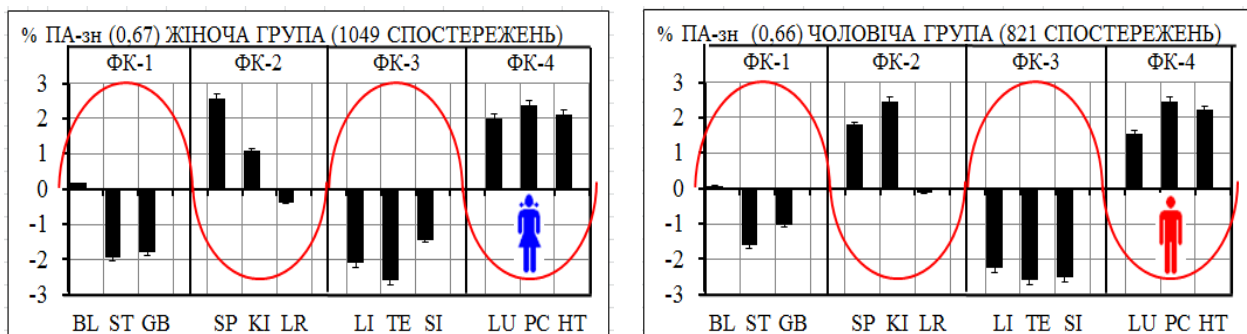 % ПА-зн (0,67) ЖІНОЧА ГРУПА (1049 СПОСТЕРЕЖЕНЬ)
ФК-1 ФК-2 ФК-3 ФК-4
3
2
1
0
-1
-2
-3
BL ST GB SP KI LR LI TE SI LU PC HT
% ПА-зн (0,66) ЧОЛОВІЧА ГРУПА (821 СПОСТЕРЕЖЕНЬ)
ФК-1 ФК-2 ФК-3 ФК-4
3
2
1
0
-1
-2
-3
BL ST GB SP KI LR LI TE SI LU PC HT